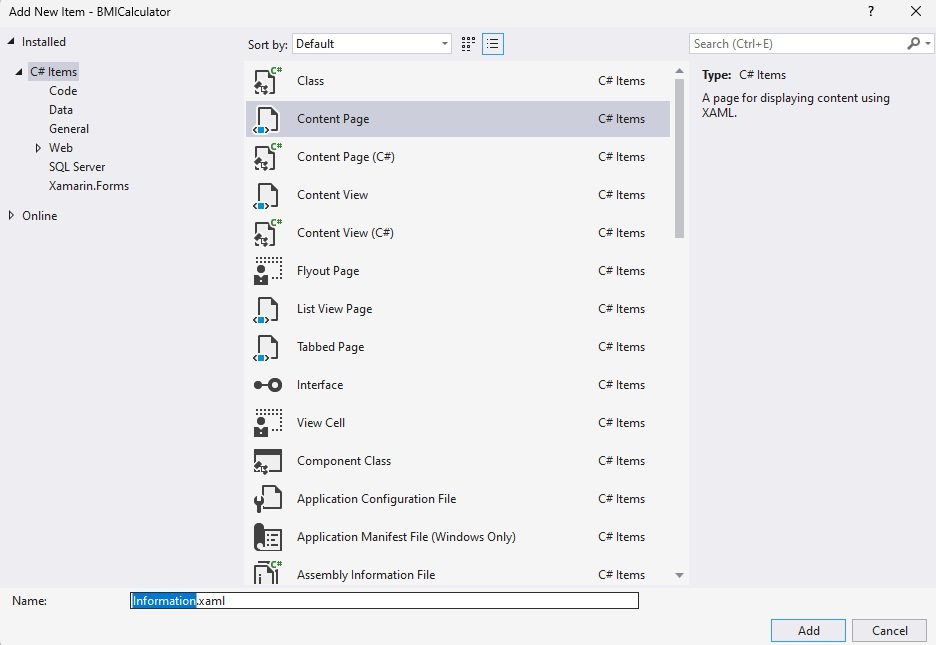 Add New Item - BMICalculator
?
Installed
C# Items
Code
Data
General
Web
SQL Server
Xamarin.Forms
Online
Sort by: Default
C# Class C# Items
Content Page C# Items
C# Content Page (C#) C# Items
Content View C# Items
C# Content View (C#) C# Items
Flyout Page C# Items
List View Page C# Items
Tabbed Page C# Items
Interface C# Items
View Cell C# Items
Component Class C# Items
Application Configuration File C# Items
Application Manifest File (Windows Only) C# Items
C# Assembly Information File C# Items
Search (Ctrl+E)
Type: C# Items
A page for displaying content using
XAML.
Name: Information.xaml
Add Cancel